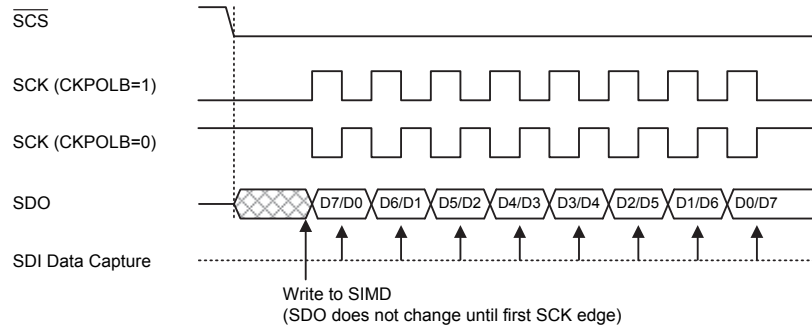 SCS
SCK (CKPOLB=1)
SCK (CKPOLB=0)
SDO
D7/D0 D6/D1 D5/D2 D4/D3 D3/D4 D2/D5 D1/D6 D0/D7
SDI Data Capture
Write to SIMD
(SDO does not change until first SCK edge)